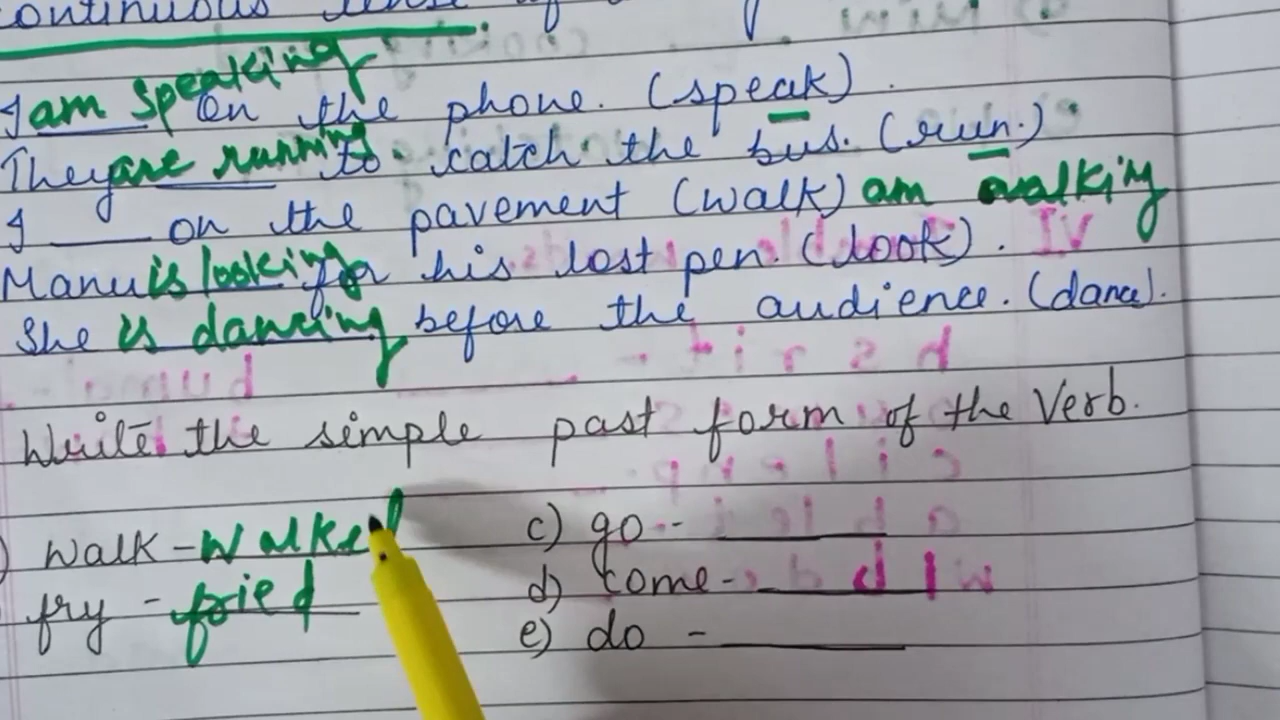 continuous tense of
I am speaking on the phone. (speak).
They are running to catch the bus. (run.)
I ____ on the pavement (walk) am walking
Manu is looking for his lost pen. (look).
She is dancing before the audience. (dance).
Write the simple past form of the Verb.
) walk - walked c) go - ____
fry - fried d) come - ____
e) do - ____